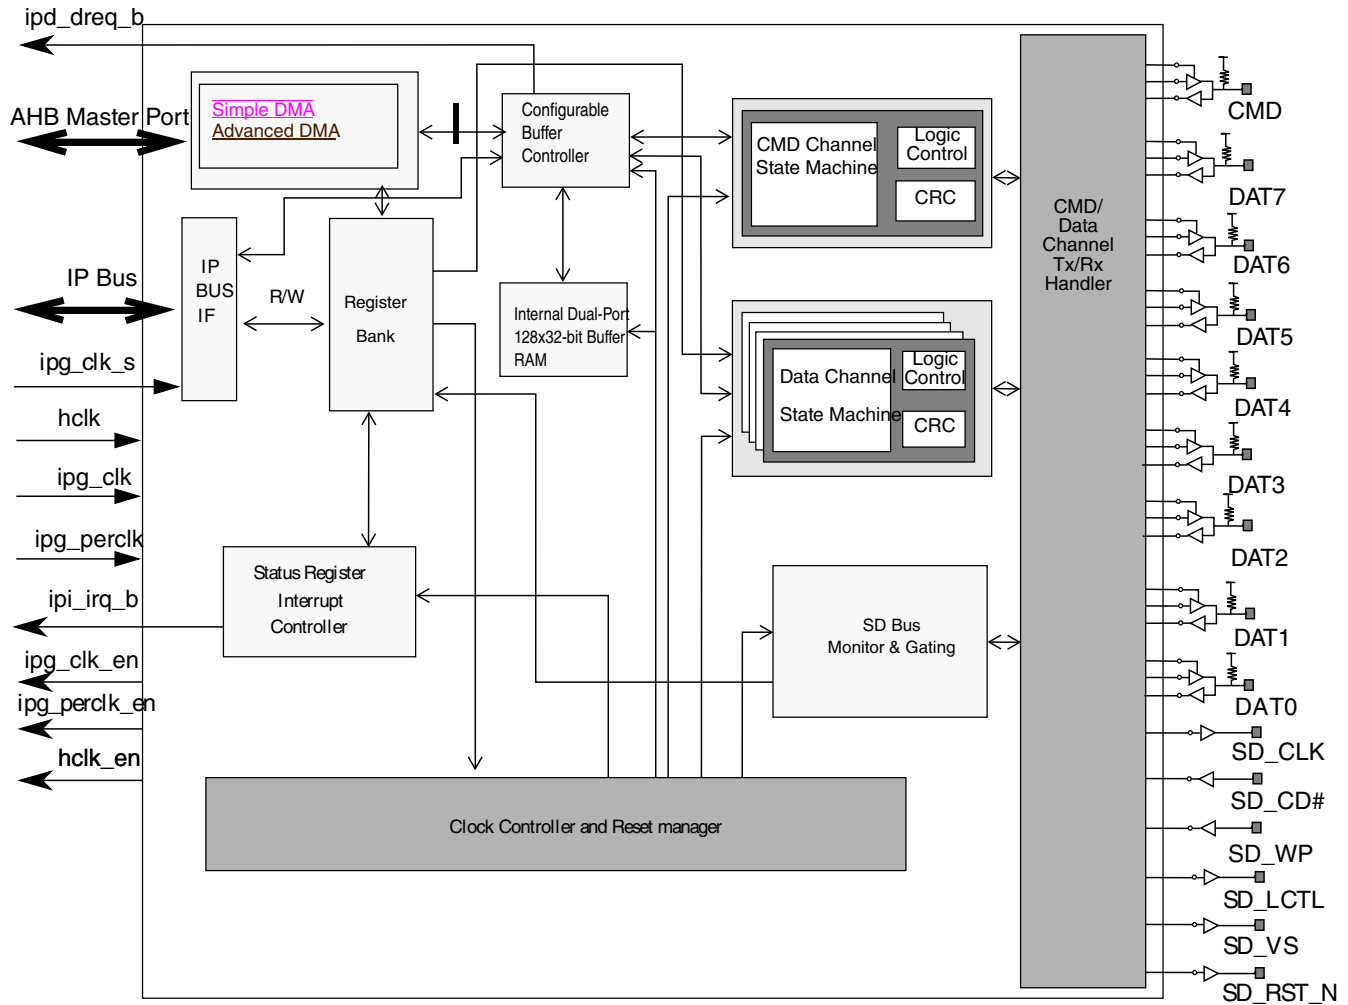 ipd_dreq_b
AHB Master Port
Simple DMA
Advanced DMA
Configurable
Buffer
Controller
CMD Channel
State Machine
Logic
Control
CRC
CMD/
Data
Channel
Tx/Rx
Handler
CMD
DAT7
DAT6
DAT5
DAT4
DAT3
DAT2
DAT1
DAT0
SD_CLK
SD_CD#
SD_WP
SD_LCTL
SD_VS
SD_RST_N
IP Bus
IP
BUS
IF
R/W
Register
Bank
Internal Dual-Port
128x32-bit Buffer
RAM
Data Channel
State Machine
Logic
Control
CRC
ipg_clk_s
hclk
ipg_clk
ipg_perclk
ipi_irq_b
ipg_clk_en
ipg_perclk_en
hclk_en
Status Register
Interrupt
Controller
SD Bus
Monitor & Gating
Clock Controller and Reset manager